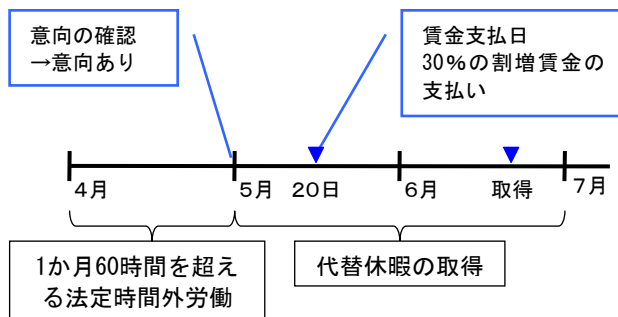 意向の確認
→意向あり
賃金支払日
30%の割増賃金の
支払い
4月
5月
20日
6月
取得
7月
1か月60時間を超え
る法定時間外労働
代替休暇の取得